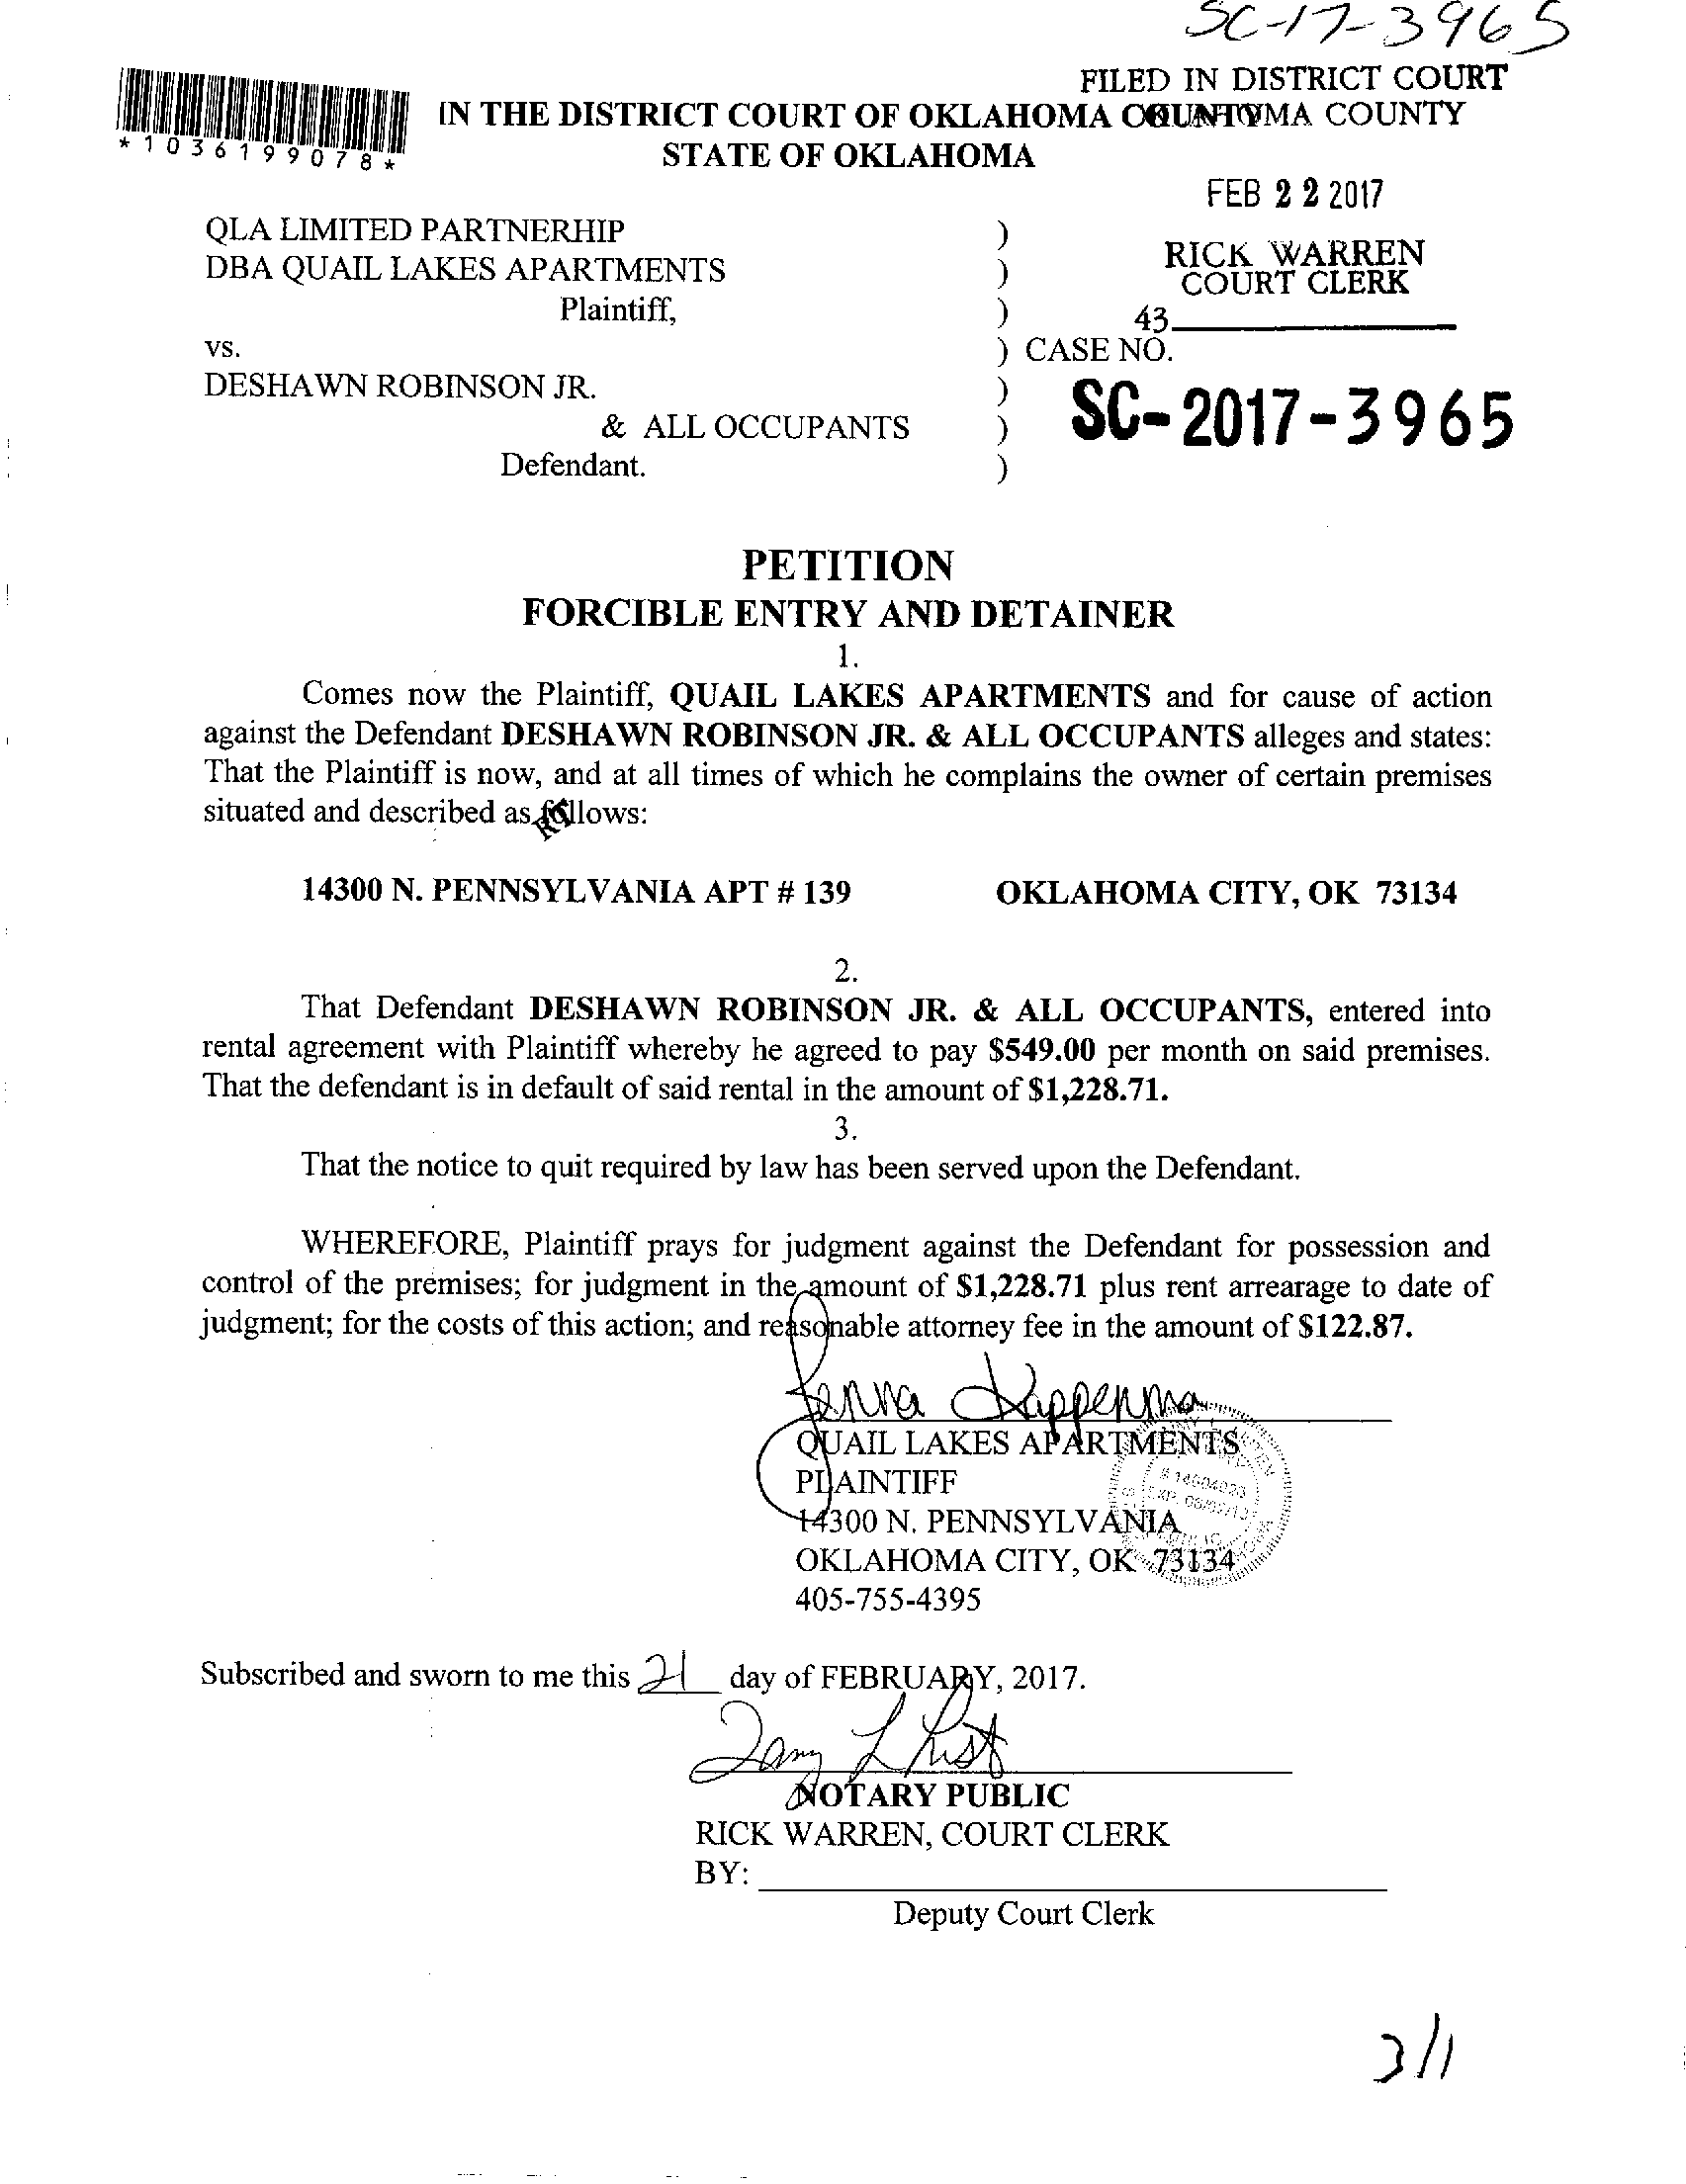 SC-17-3965
FILED IN DISTRICT COURT
IN THE DISTRICT COURT OF OKLAHOMA COUNTY
OKLAHOMA COUNTY
*1036199078*
STATE OF OKLAHOMA
FEB 22 2017
QLA LIMITED PARTNERHIP )
DBA QUAIL LAKES APARTMENTS )
RICK WARREN
COURT CLERK
Plaintiff, )
43
vs. ) CASE NO.
DESHAWN ROBINSON JR. )
SC-2017-3965
& ALL OCCUPANTS )
Defendant. )
PETITION
FORCIBLE ENTRY AND DETAINER
1.
Comes now the Plaintiff, QUAIL LAKES APARTMENTS and for cause of action
against the Defendant DESHAWN ROBINSON JR. & ALL OCCUPANTS alleges and states:
That the Plaintiff is now, and at all times of which he complains the owner of certain premises
situated and described as follows:
14300 N. PENNSYLVANIA APT # 139 OKLAHOMA CITY, OK 73134
2.
That Defendant DESHAWN ROBINSON JR. & ALL OCCUPANTS, entered into
rental agreement with Plaintiff whereby he agreed to pay $549.00 per month on said premises.
That the defendant is in default of said rental in the amount of $1,228.71.
3.
That the notice to quit required by law has been served upon the Defendant.
WHEREFORE, Plaintiff prays for judgment against the Defendant for possession and
control of the premises; for judgment in the amount of $1,228.71 plus rent arrearage to date of
judgment; for the costs of this action; and reasonable attorney fee in the amount of $122.87.
QUAIL LAKES APARTMENTS
PLAINTIFF
14300 N. PENNSYLVANIA
OKLAHOMA CITY, OK 73134
405-755-4395
Subscribed and sworn to me this 21 day of FEBRUARY, 2017.
NOTARY PUBLIC
RICK WARREN, COURT CLERK
BY:
Deputy Court Clerk
3/1